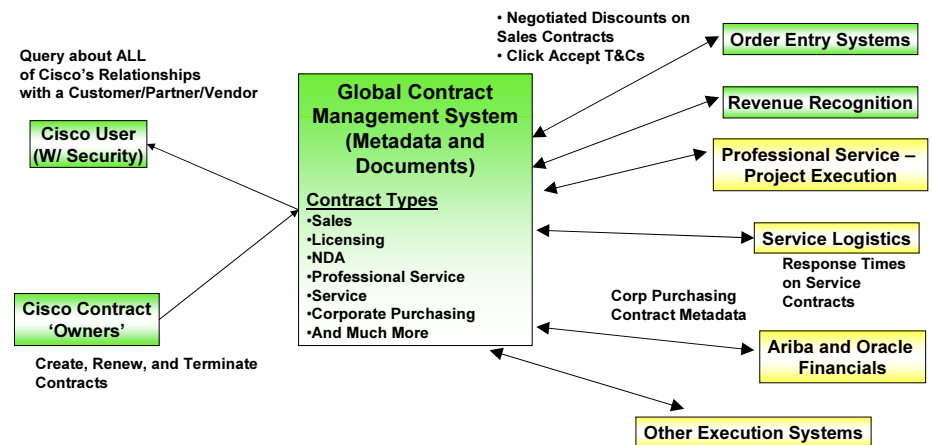 Query about ALL
of Cisco's Relationships
with a Customer/Partner/Vendor
Cisco User
(W/ Security)
Cisco Contract
'Owners'
Create, Renew, and Terminate
Contracts
Global Contract
Management System
(Metadata and
Documents)
Contract Types
•Sales
•Licensing
•NDA
•Professional Service
•Service
•Corporate Purchasing
•And Much More
• Negotiated Discounts on
Sales Contracts
• Click Accept T&Cs
Order Entry Systems
Revenue Recognition
Professional Service –
Project Execution
Service Logistics
Response Times
on Service
Contracts
Corp Purchasing
Contract Metadata
Ariba and Oracle
Financials
Other Execution Systems